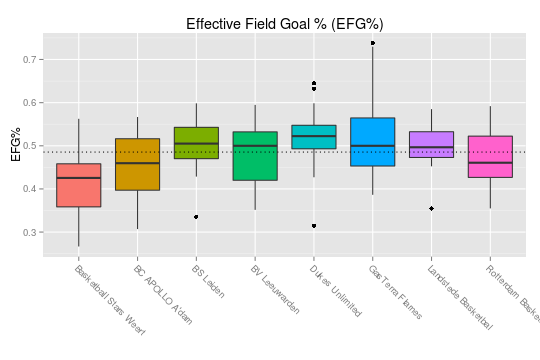 Effective Field Goal % (EFG%)
EFG%
0.7
0.6
0.5
0.4
0.3
Basketball Stars Weert
BC APOLLO A'dam
BS Leiden
BV Leeuwarden
Dukes Unlimited
GasTerra Flames
Landstede Basketbal
Rotterdam Basket